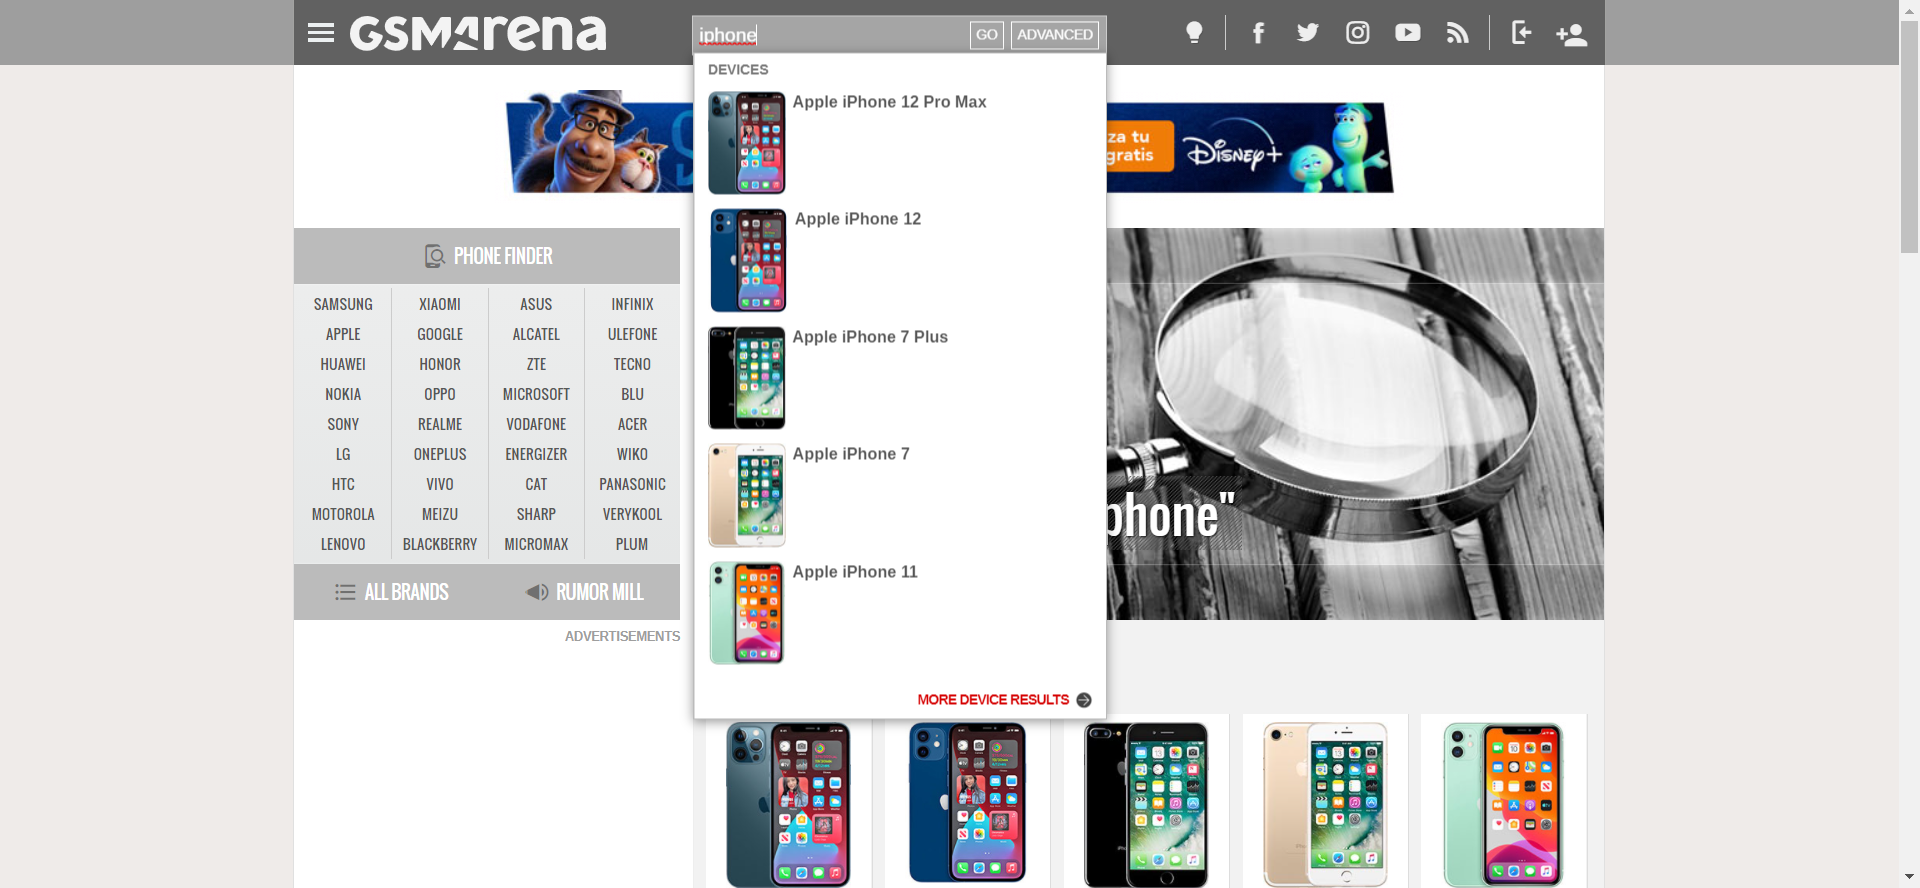 GSMArena
iphone
GO
ADVANCED
DEVICES
Apple iPhone 12 Pro Max
Apple iPhone 12
Apple iPhone 7 Plus
Apple iPhone 7
Apple iPhone 11
MORE DEVICE RESULTS
za tu
gratis
Disney+
PHONE FINDER
SAMSUNG XIAOMI ASUS INFINIX
APPLE GOOGLE ALCATEL ULEFONE
HUAWEI HONOR ZTE TECNO
NOKIA OPPO MICROSOFT BLU
SONY REALME VODAFONE ACER
LG ONEPLUS ENERGIZER WIKO
HTC VIVO CAT PANASONIC
MOTOROLA MEIZU SHARP VERYKOOL
LENOVO BLACKBERRY MICROMAX PLUM
ALL BRANDS
RUMOR MILL
phone"
ADVERTISEMENTS